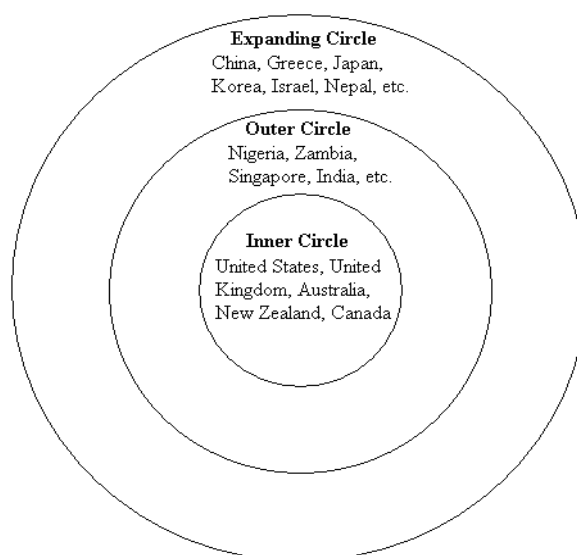 Expanding Circle
China, Greece, Japan,
Korea, Israel, Nepal, etc.
Outer Circle
Nigeria, Zambia,
Singapore, India, etc.
Inner Circle
United States, United
Kingdom, Australia,
New Zealand, Canada